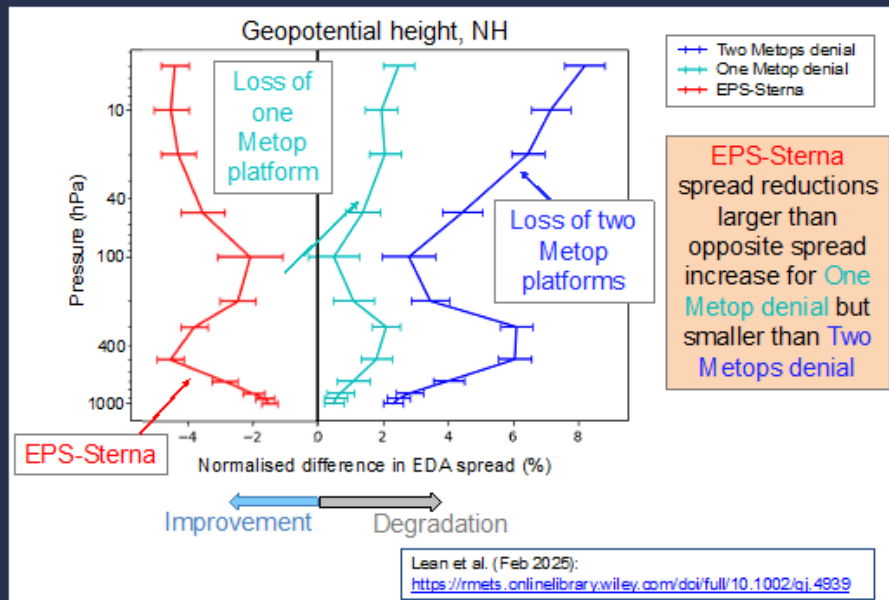 Geopotential height, NH
Two Metops denial
One Metop denial
EPS-Sterna
Loss of
one
Metop
platform
Loss of two
Metop
platforms
EPS-Sterna
Pressure (hPa)
10
40
100
400
1000
−4
−2
0
2
4
6
8
Normalised difference in EDA spread (%)
Improvement
Degradation
EPS-Sterna
spread reductions
larger than
opposite spread
increase for One
Metop denial but
smaller than Two
Metops denial
Lean et al. (Feb 2025):
https://rmets.onlinelibrary.wiley.com/doi/full/10.1002/qj.4939